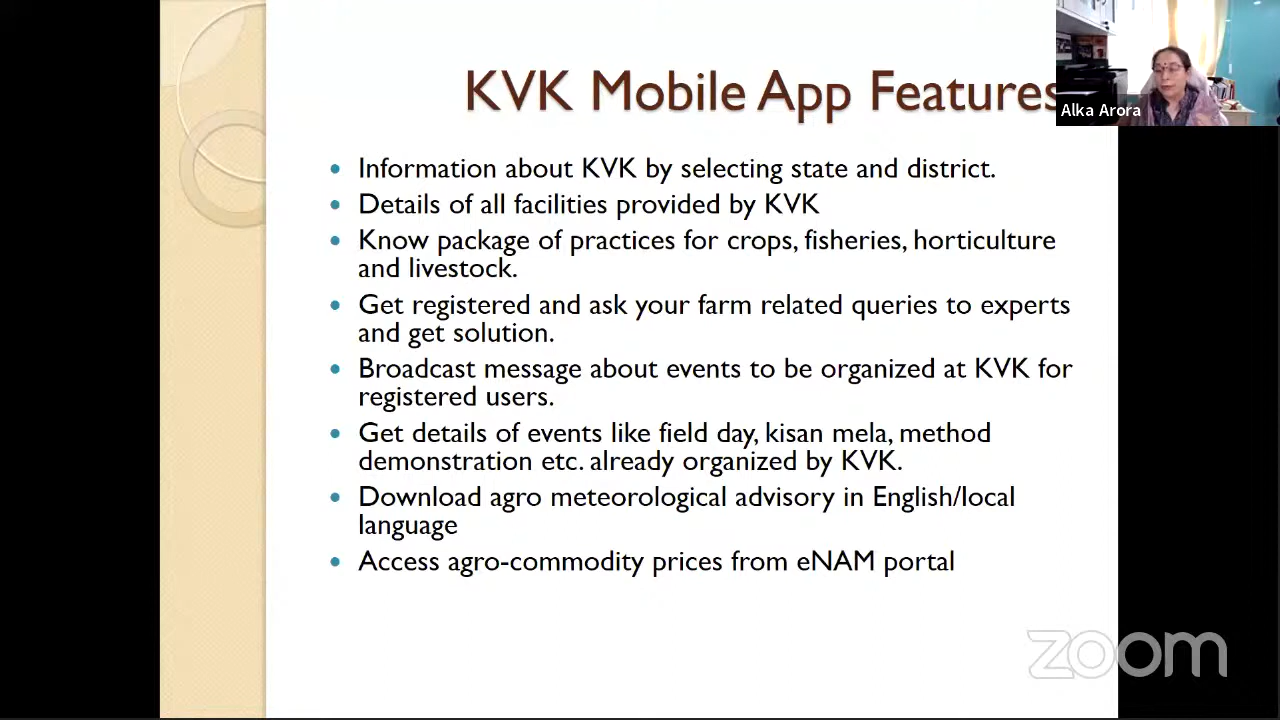 KVK Mobile App Features
Alka Arora
Information about KVK by selecting state and district.
Details of all facilities provided by KVK
Know package of practices for crops, fisheries, horticulture
and livestock.
Get registered and ask your farm related queries to experts
and get solution.
Broadcast message about events to be organized at KVK for
registered users.
Get details of events like field day, kisan mela, method
demonstration etc. already organized by KVK.
Download agro meteorological advisory in English/local
language
Access agro-commodity prices from eNAM portal
zoom